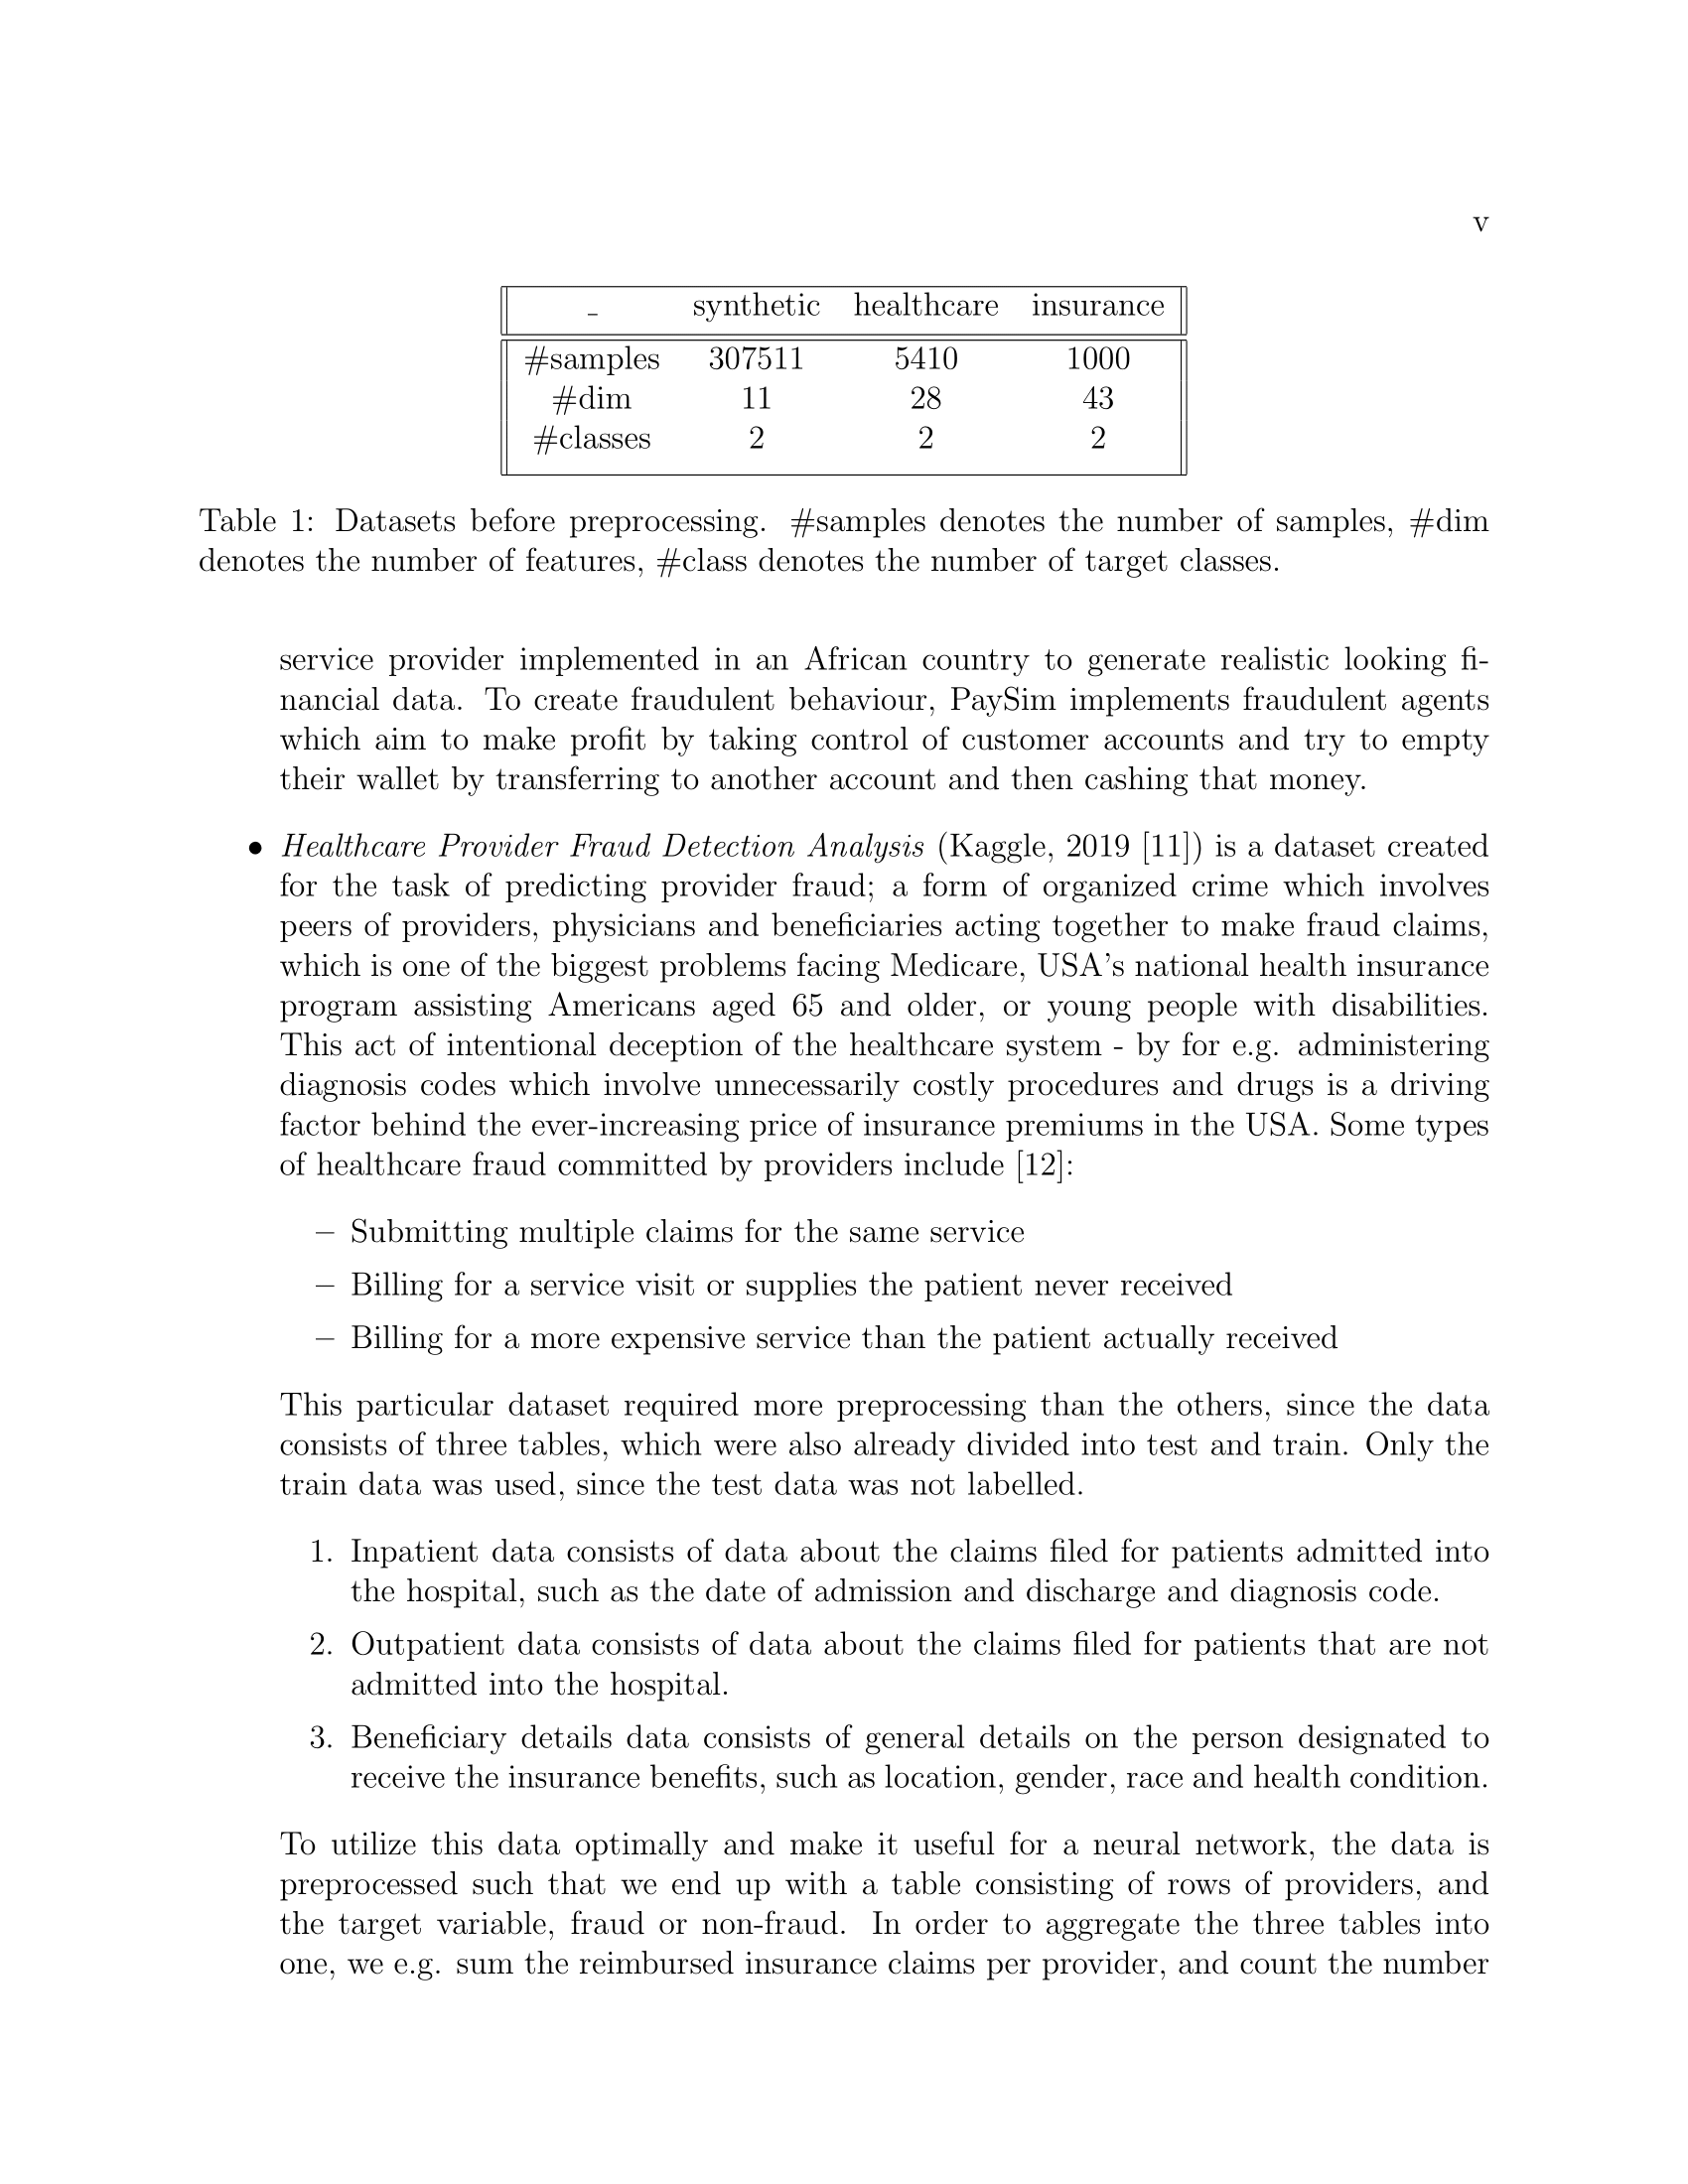 v
_ synthetic healthcare insurance
#samples 307511 5410 1000
#dim 11 28 43
#classes 2 2 2
Table 1: Datasets before preprocessing. #samples denotes the number of samples, #dim
denotes the number of features, #class denotes the number of target classes.
service provider implemented in an African country to generate realistic looking fi-
nancial data. To create fraudulent behaviour, PaySim implements fraudulent agents
which aim to make profit by taking control of customer accounts and try to empty
their wallet by transferring to another account and then cashing that money.
• Healthcare Provider Fraud Detection Analysis (Kaggle, 2019 [11]) is a dataset created
for the task of predicting provider fraud; a form of organized crime which involves
peers of providers, physicians and beneficiaries acting together to make fraud claims,
which is one of the biggest problems facing Medicare, USA's national health insurance
program assisting Americans aged 65 and older, or young people with disabilities.
This act of intentional deception of the healthcare system - by for e.g. administering
diagnosis codes which involve unnecessarily costly procedures and drugs is a driving
factor behind the ever-increasing price of insurance premiums in the USA. Some types
of healthcare fraud committed by providers include [12]:
– Submitting multiple claims for the same service
– Billing for a service visit or supplies the patient never received
– Billing for a more expensive service than the patient actually received
This particular dataset required more preprocessing than the others, since the data
consists of three tables, which were also already divided into test and train. Only the
train data was used, since the test data was not labelled.
1. Inpatient data consists of data about the claims filed for patients admitted into
the hospital, such as the date of admission and discharge and diagnosis code.
2. Outpatient data consists of data about the claims filed for patients that are not
admitted into the hospital.
3. Beneficiary details data consists of general details on the person designated to
receive the insurance benefits, such as location, gender, race and health condition.
To utilize this data optimally and make it useful for a neural network, the data is
preprocessed such that we end up with a table consisting of rows of providers, and
the target variable, fraud or non-fraud. In order to aggregate the three tables into
one, we e.g. sum the reimbursed insurance claims per provider, and count the number